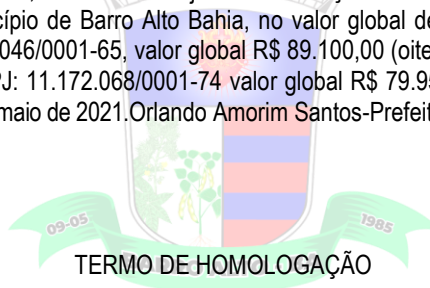 cípio de Barro Alto Bahia, no valor global de
046/0001-65, valor global R$ 89.100,00 (oite
PJ: 11.172.068/0001-74 valor global R$ 79.9
maio de 2021.Orlando Amorim Santos-Prefeit
09-05
1985
TERMO DE HOMOLOGAÇÃO